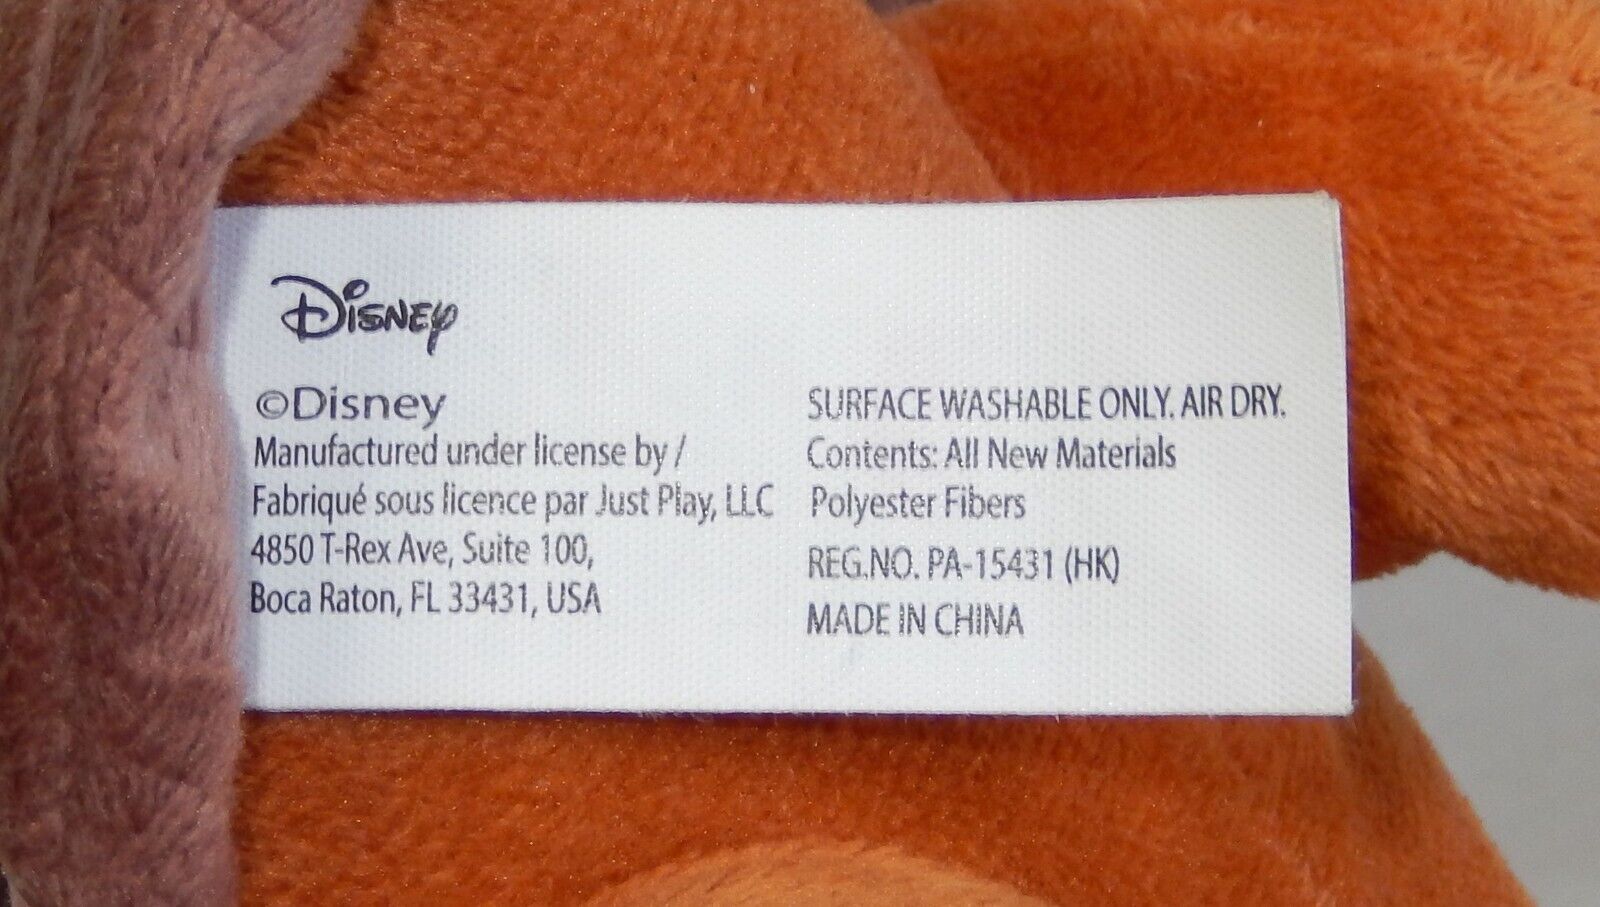 Disney
©Disney
Manufactured under license by /
Fabriqué sous licence par Just Play, LLC
4850 T-Rex Ave, Suite 100,
Boca Raton, FL 33431, USA
SURFACE WASHABLE ONLY. AIR DRY.
Contents: All New Materials
Polyester Fibers
REG.NO. PA-15431 (HK)
MADE IN CHINA